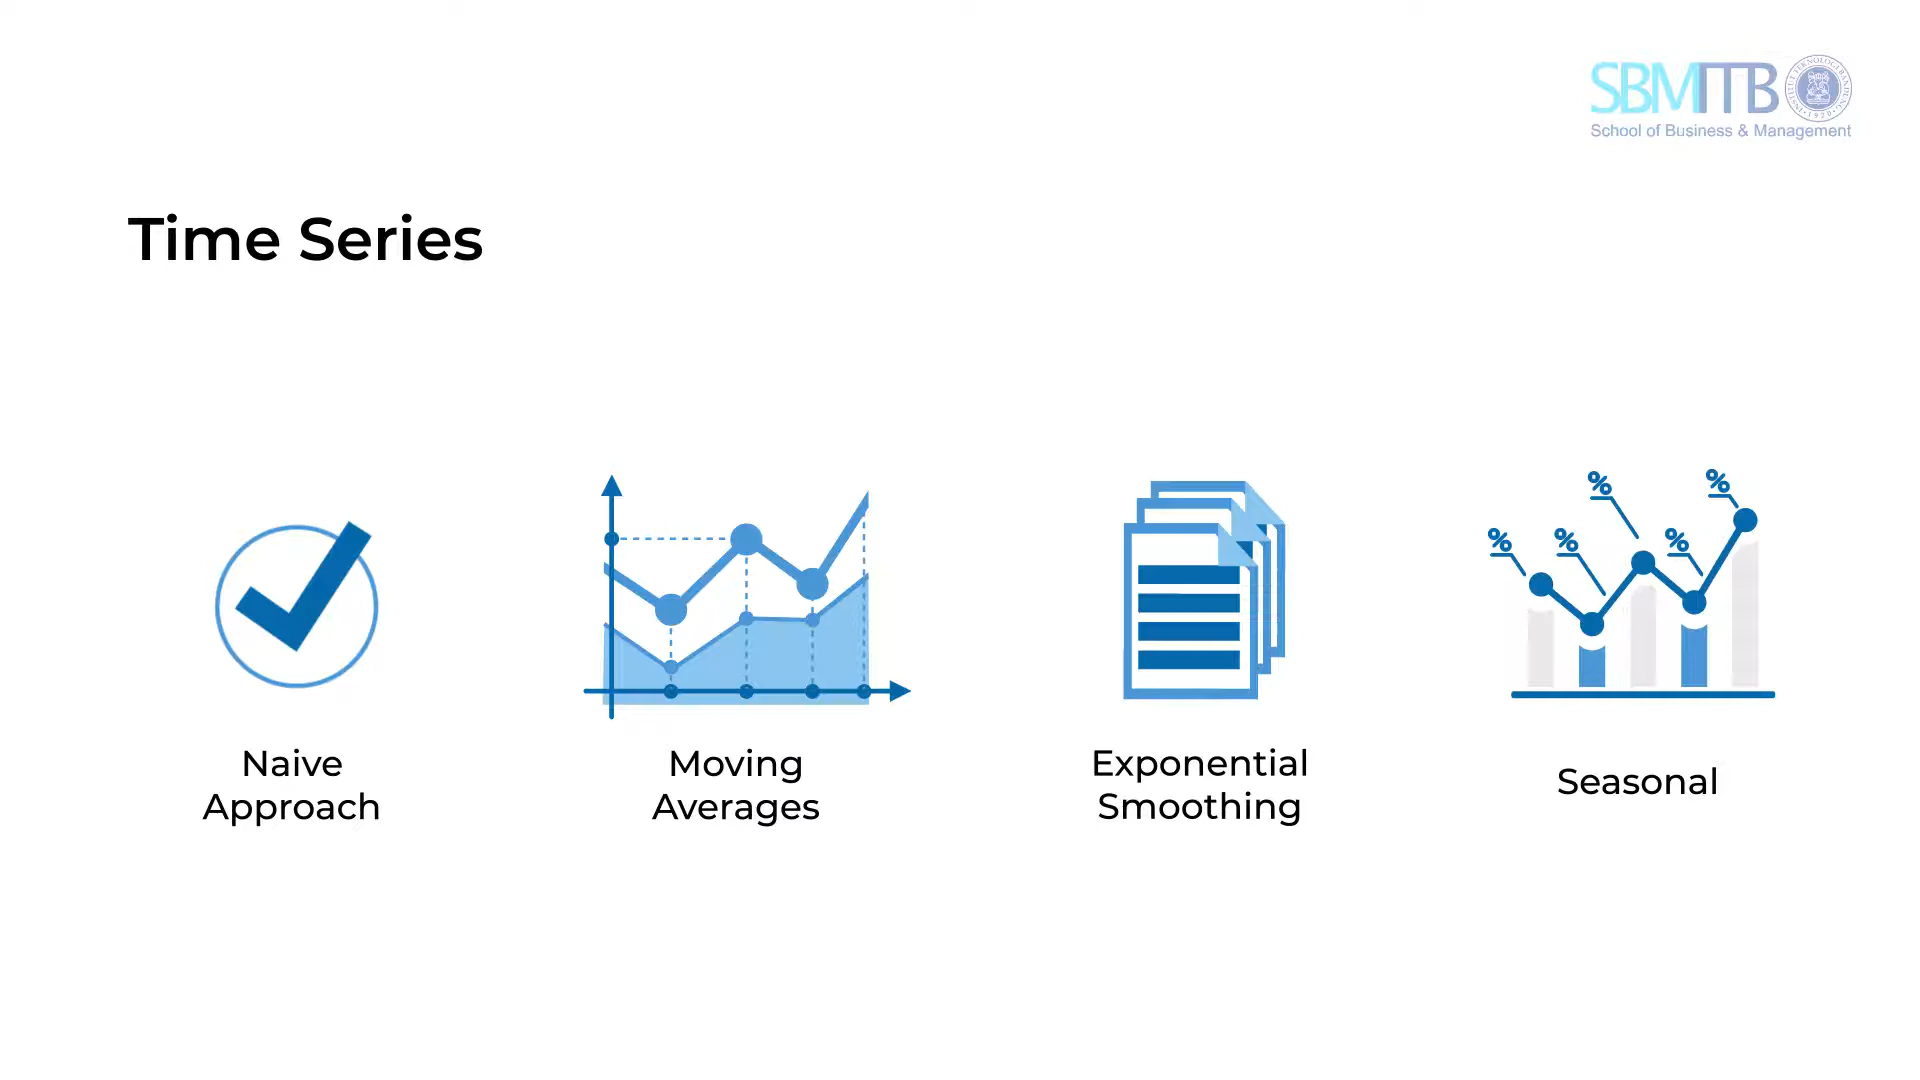 SBMITB
School of Business & Management
Time Series
%
%
%
%
%
Naive
Approach
Moving
Averages
Exponential
Smoothing
Seasonal